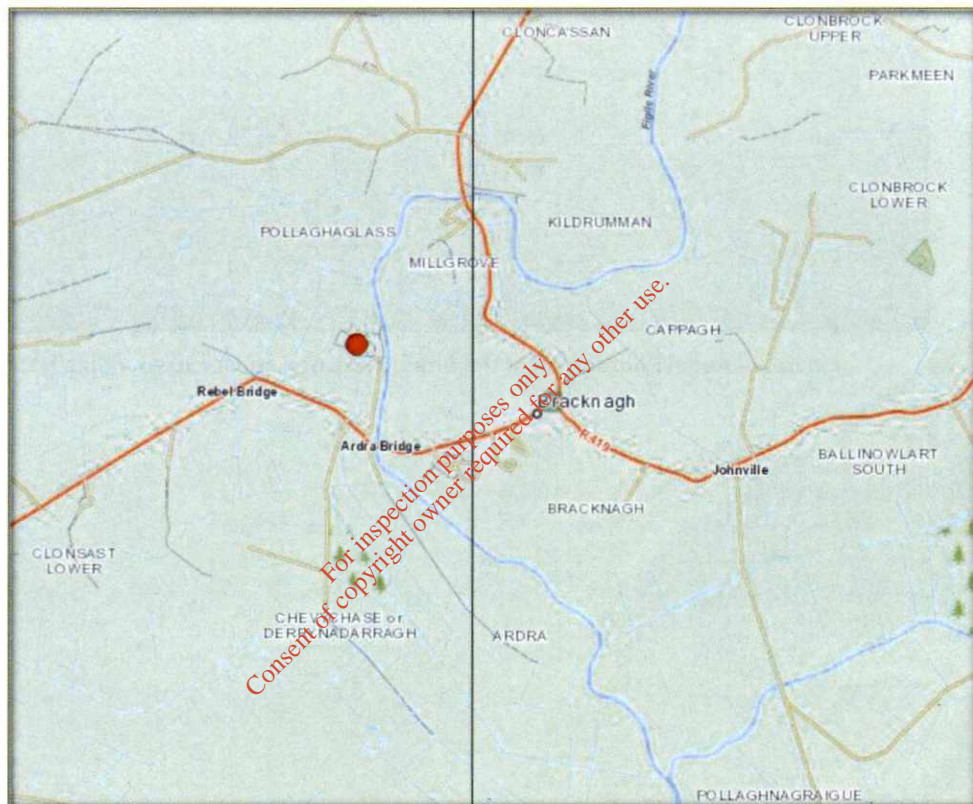 CLONCASSAN
CLONBROCK
UPPER
PARKMEEN
Figile River
CLONBROCK
LOWER
POLLAGHAGLASS
KILDRUMMAN
MILLGROVE
CAPPAGH
Rebel Bridge
Bracknagh
Ardra Bridge
R419
Johnville
BALLINOWLART
SOUTH
BRACKNAGH
CLONSAST
LOWER
CHEVYCHASE or
DERRYNADARRAGH
ARDRA
POLLAGHNAGRAIGUE
For inspection purposes only.
Consent of copyright owner required for any other use.